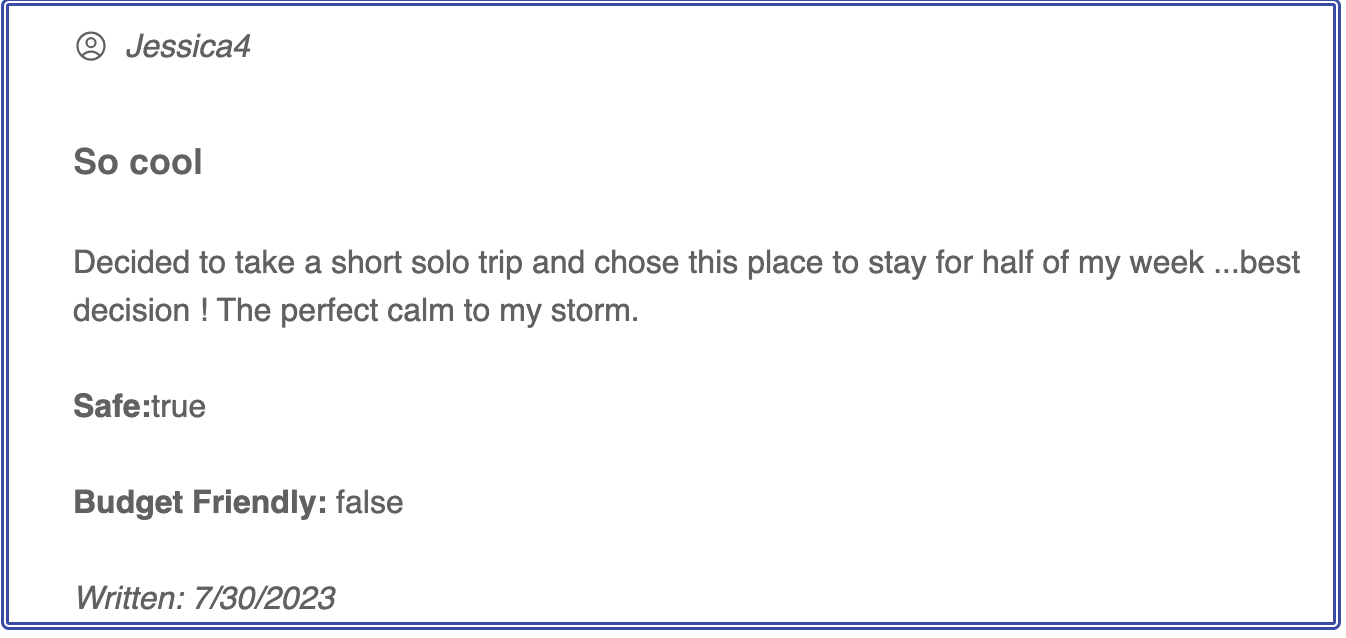 Jessica4
So cool
Decided to take a short solo trip and chose this place to stay for half of my week ...best
decision ! The perfect calm to my storm.
Safe:true
Budget Friendly: false
Written: 7/30/2023